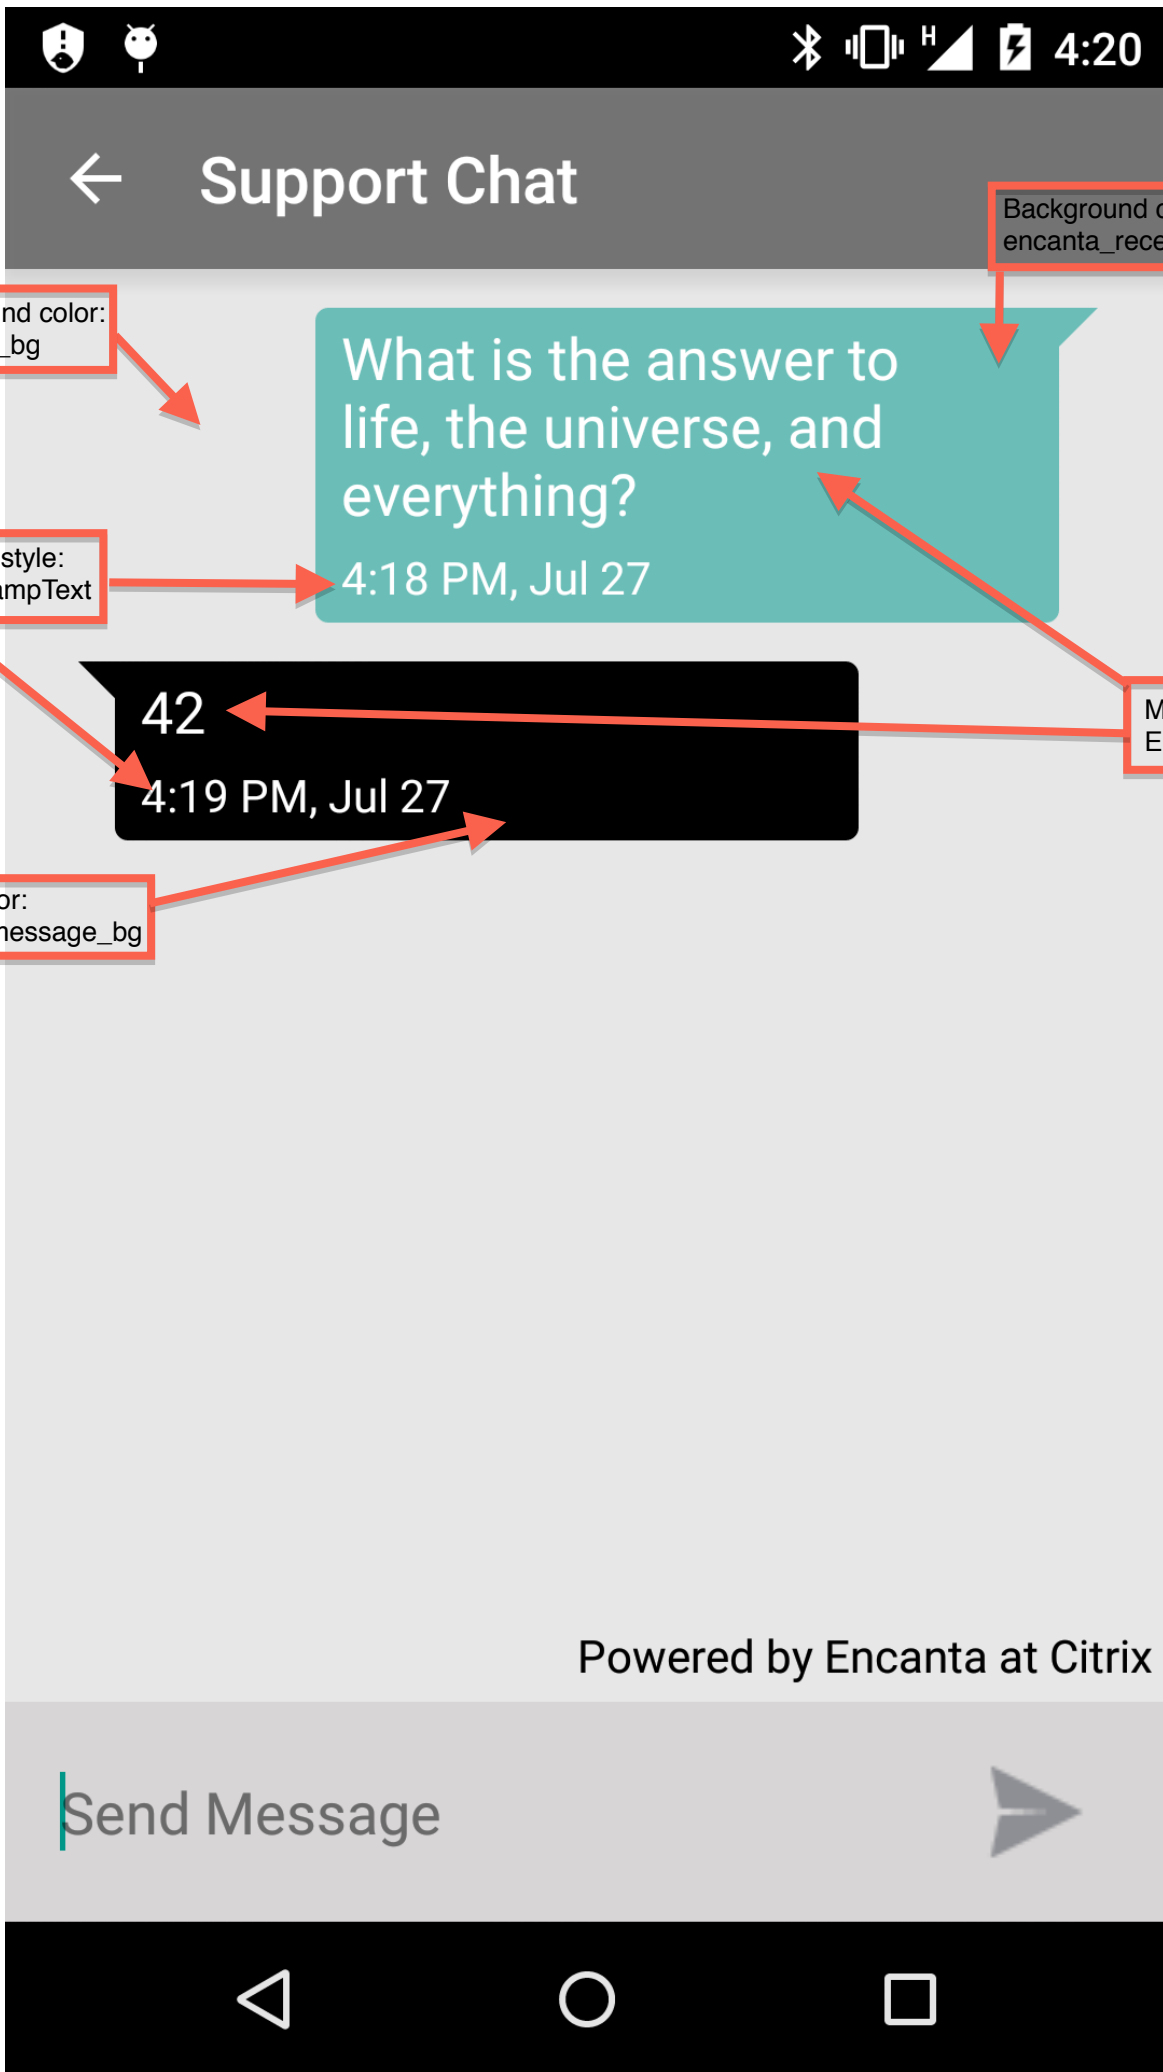 H 4:20
Support Chat
Background
encanta_rece
nd color:
_bg
What is the answer to
life, the universe, and
everything?
4:18 PM, Jul 27
style:
ampText
42
4:19 PM, Jul 27
M
E
or:
message_bg
Powered by Encanta at Citrix
Send Message